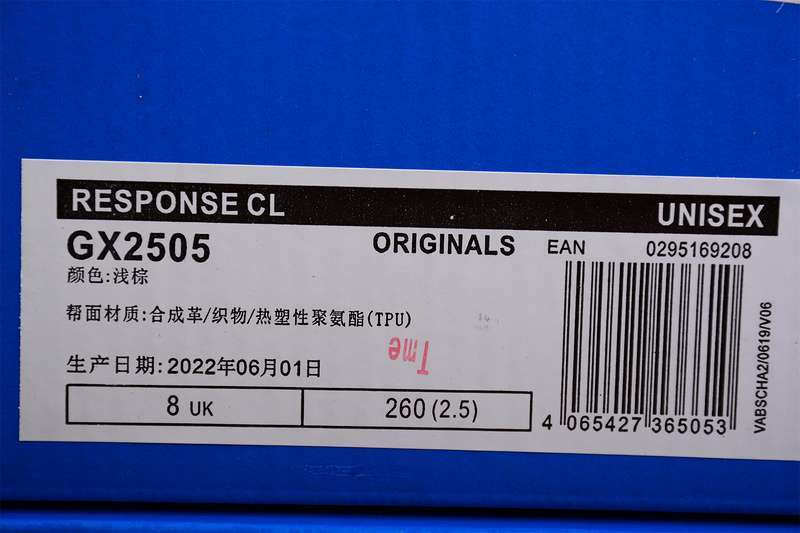 RESPONSE CL
UNISEX
GX2505
ORIGINALS
EAN
0295169208
颜色:浅棕
帮面材质:合成革/织物/热塑性聚氨酯(TPU)
Time
生产日期:2022年06月01日
8 UK
260(2.5)
4 065427 365053
VABSCHA2/0619/V06